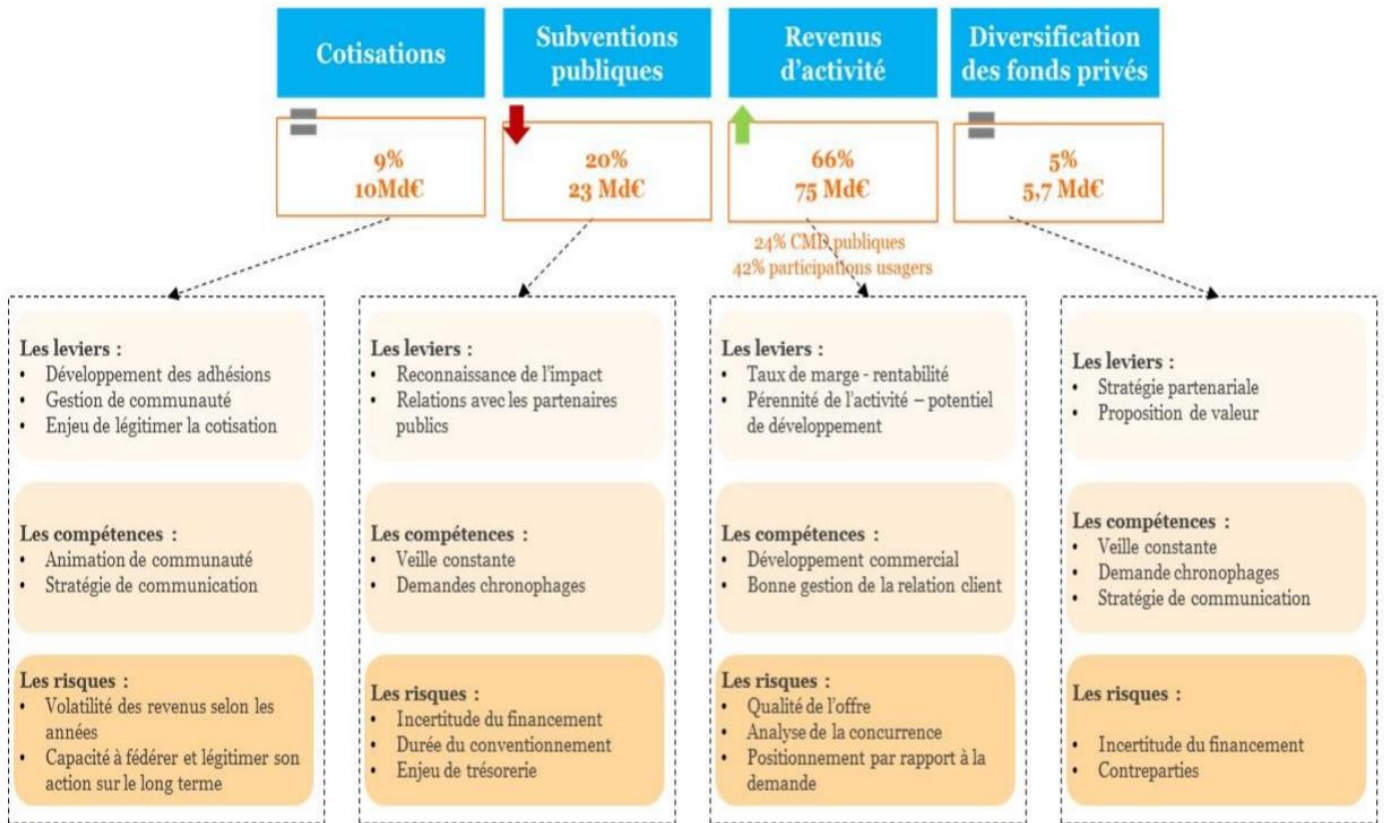 Cotisations
Subventions
publiques
Revenus
d'activité
Diversification
des fonds privés
9%
10Md€
20%
23 Md€
66%
75 Md€
5%
5,7 Md€
24% CMD publiques
42% participations usagers
Les leviers :
• Développement des adhésions
• Gestion de communauté
• Enjeu de légitimer la cotisation
Les compétences :
• Animation de communauté
• Stratégie de communication
Les risques :
• Volatilité des revenus selon les
années
• Capacité à fédérer et légitimer son
action sur le long terme
Les leviers :
• Reconnaissance de l'impact
• Relations avec les partenaires
publics
Les compétences :
• Veille constante
• Demandes chronophages
Les risques :
• Incertitude du financement
• Durée du conventionnement
• Enjeu de trésorerie
Les leviers :
• Taux de marge - rentabilité
• Pérennité de l'activité – potentiel
de développement
Les compétences :
• Développement commercial
• Bonne gestion de la relation client
Les risques :
• Qualité de l'offre
• Analyse de la concurrence
• Positionnement par rapport à la
demande
Les leviers :
• Stratégie partenariale
• Proposition de valeur
Les compétences :
• Veille constante
• Demande chronophages
• Stratégie de communication
Les risques :
• Incertitude du financement
• Contreparties